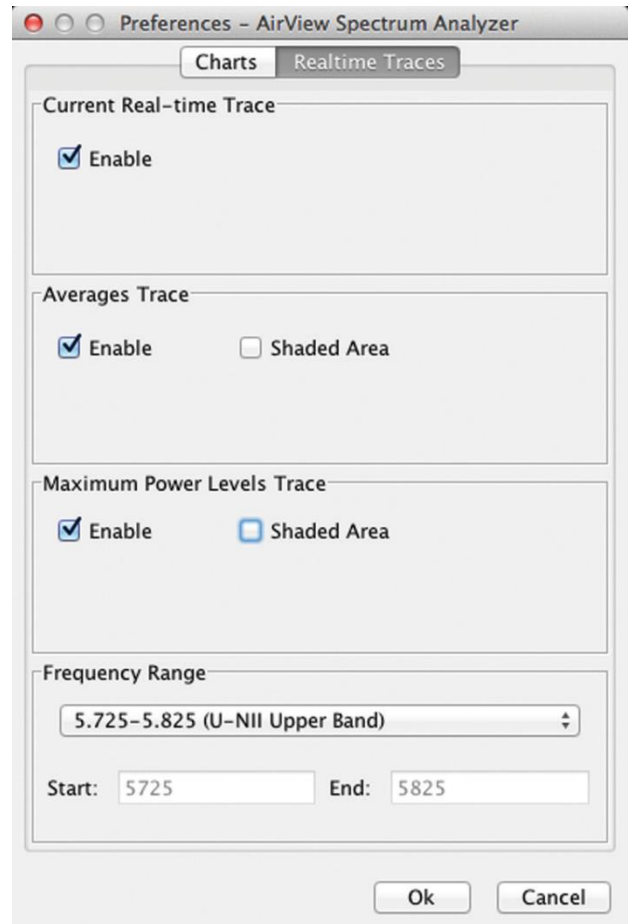 Preferences – AirView Spectrum Analyzer
Charts Realtime Traces
Current Real-time Trace
Enable
Averages Trace
Enable Shaded Area
Maximum Power Levels Trace
Enable Shaded Area
Frequency Range
5.725-5.825 (U-NII Upper Band)
Start: 5725 End: 5825
Ok Cancel